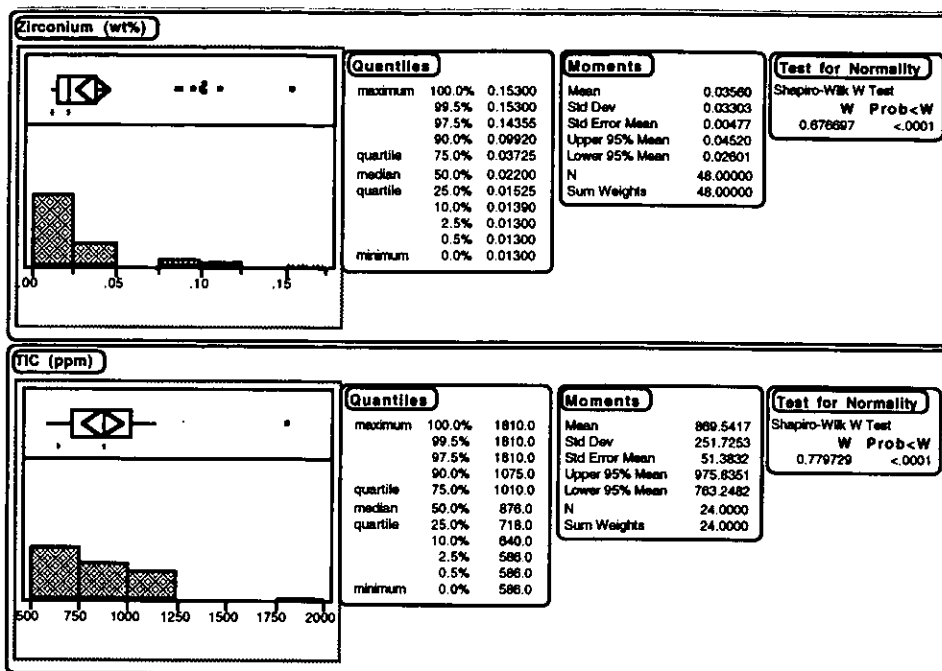 Zirconium (wt%)
Quantiles
maximum 100.0% 0.15300
99.5% 0.15300
97.5% 0.14355
90.0% 0.09920
quartile 75.0% 0.03725
median 50.0% 0.02200
quartile 25.0% 0.01525
10.0% 0.01390
2.5% 0.01300
0.5% 0.01300
minimum 0.0% 0.01300
Moments
Mean 0.03560
Std Dev 0.03303
Std Error Mean 0.00477
Upper 95% Mean 0.04520
Lower 95% Mean 0.02601
N 48.00000
Sum Weights 48.00000
Test for Normality
Shapiro-Wilk W Test
W Prob<W
0.676697 <.0001
.00 .05 .10 .15
TIC (ppm)
Quantiles
maximum 100.0% 1810.0
99.5% 1810.0
97.5% 1810.0
90.0% 1075.0
quartile 75.0% 1010.0
median 50.0% 876.0
quartile 25.0% 718.0
10.0% 640.0
2.5% 586.0
0.5% 586.0
minimum 0.0% 586.0
Moments
Mean 869.5417
Std Dev 251.7253
Std Error Mean 51.3832
Upper 95% Mean 975.8351
Lower 95% Mean 763.2482
N 24.0000
Sum Weights 24.0000
Test for Normality
Shapiro-Wilk W Test
W Prob<W
0.779729 <.0001
500 750 1000 1250 1500 1750 2000